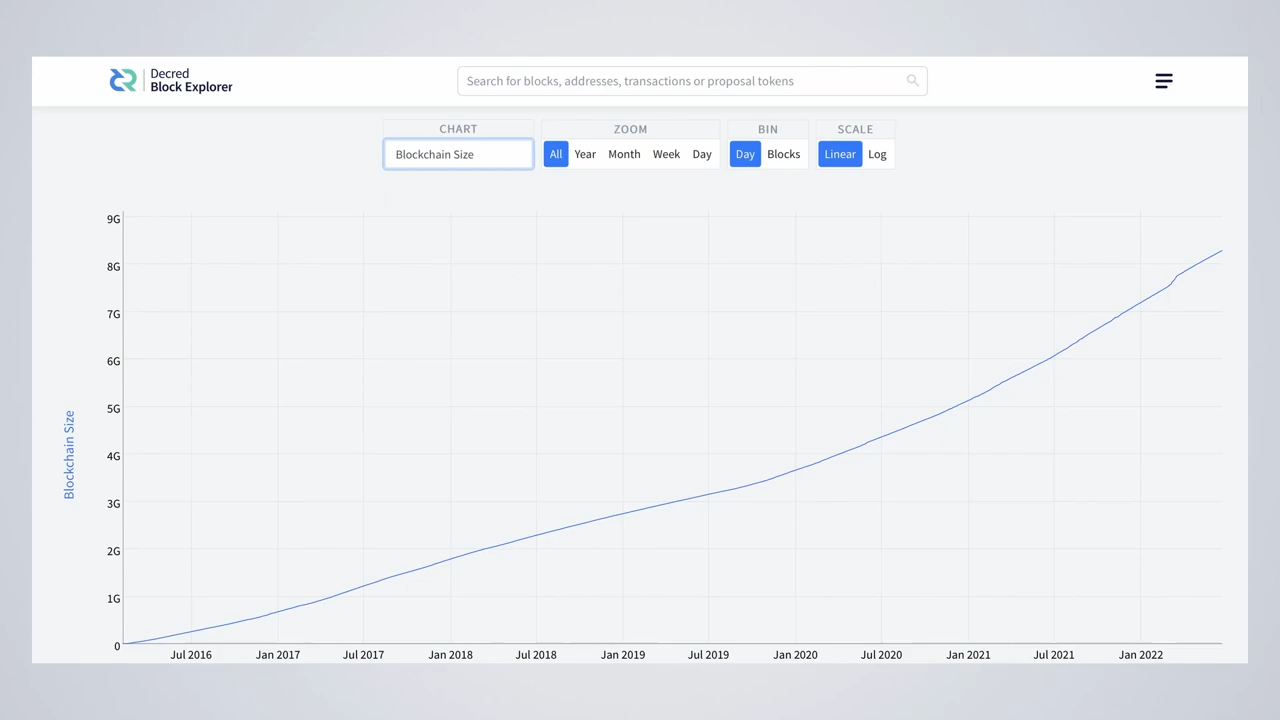 Decred
Block Explorer
Search for blocks, addresses, transactions or proposal tokens
CHART
ZOOM
BIN
SCALE
Blockchain Size
All Year Month Week Day
Day Blocks
Linear Log
9G
8G
7G
6G
5G
4G
3G
2G
1G
0
Blockchain Size
Jul 2016 Jan 2017 Jul 2017 Jan 2018 Jul 2018 Jan 2019 Jul 2019 Jan 2020 Jul 2020 Jan 2021 Jul 2021 Jan 2022